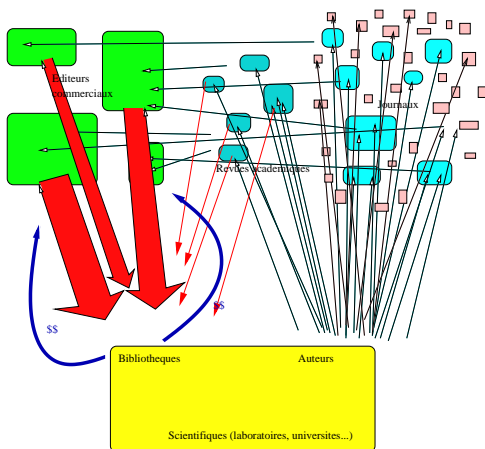 Editeurs
commerciaux
Journaux
Revues academiques
$$
$$
Bibliotheques
Auteurs
Scientifiques (laboratoires, universites...)